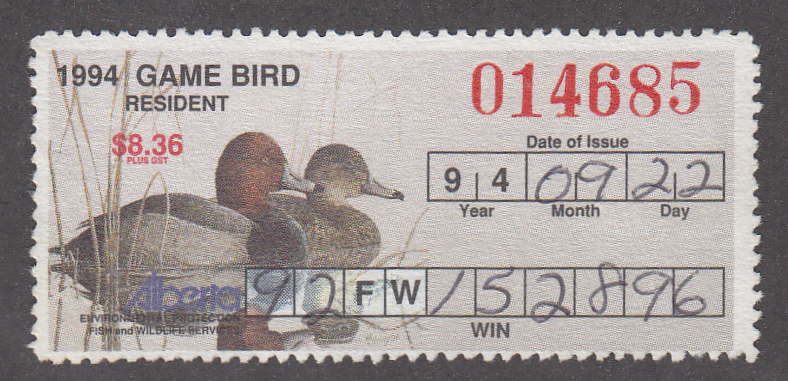 1994 GAME BIRD
RESIDENT
014685
$8.36
PLUS GST
Date of Issue
9 4 09 22
Year Month Day
Alberta
92 FW 152896
ENVIRONMENTAL PROTECTION
FISH and WILDLIFE SERVICES
WIN